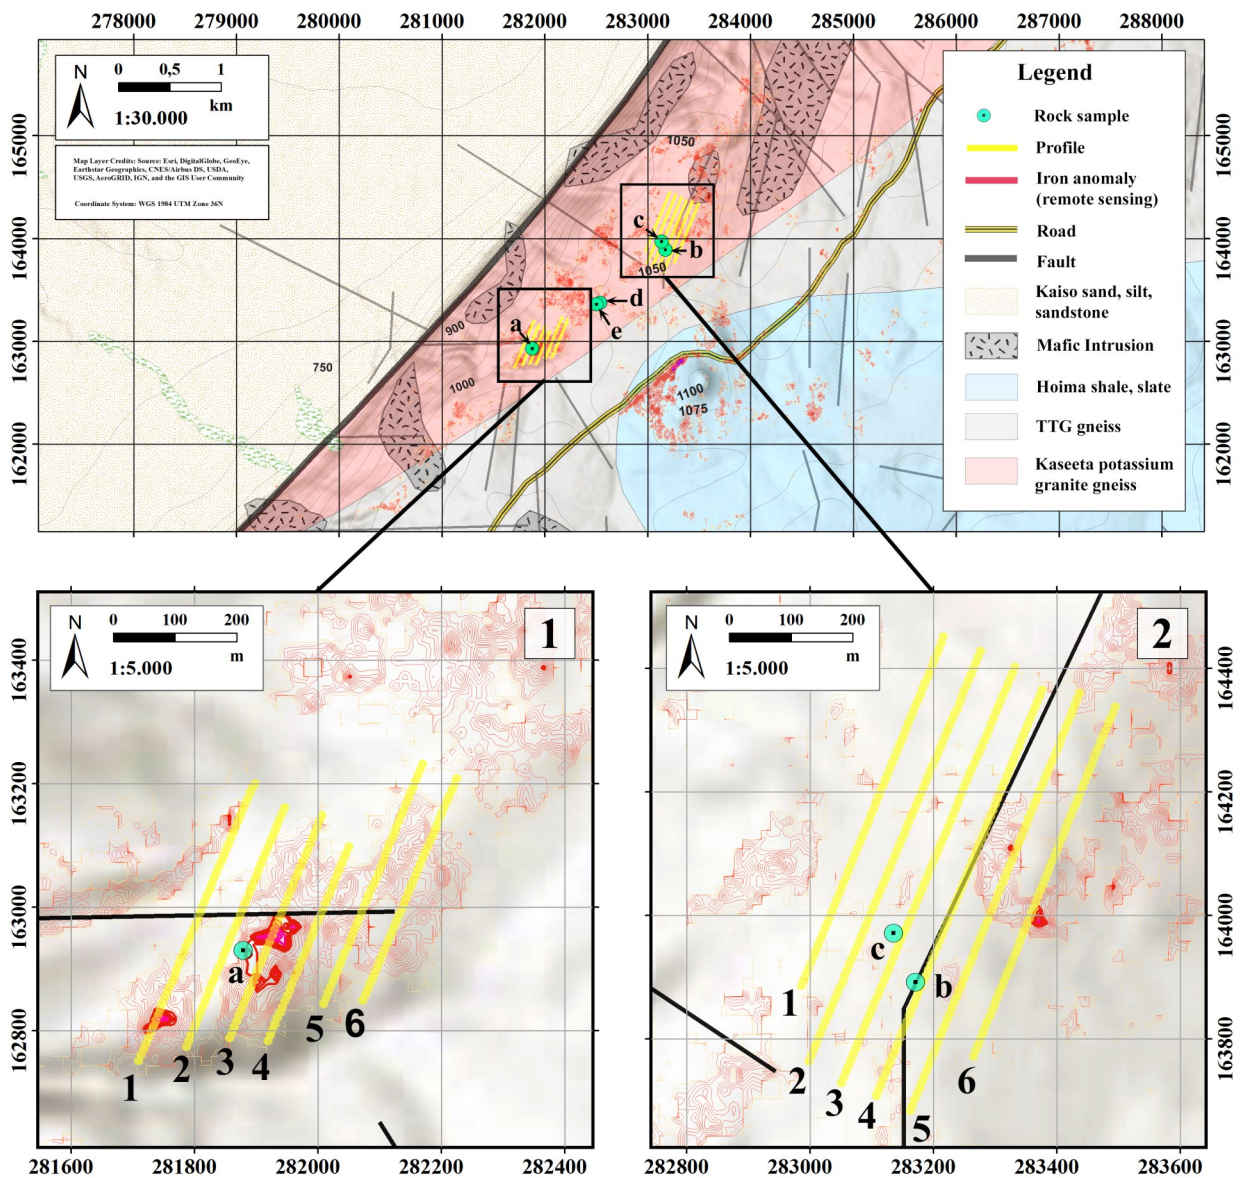 278000 279000 280000 281000 282000 283000 284000 285000 286000 287000 288000
N
0 0,5 1
km
1:30.000
Map Layer Credits: Source: Esri, DigitalGlobe, GeoEye,
Earthstar Geographics, CNES/Airbus DS, USDA,
USGS, AeroGRID, IGN, and the GIS User Community
Coordinate System: WGS 1984 UTM Zone 36N
165000
164000
163000
162000
1050
c
b
1050
d
e
a
900
750
1000
1100
1075
Legend
Rock sample
Profile
Iron anomaly
(remote sensing)
Road
Fault
Kaiso sand, silt,
sandstone
Mafic Intrusion
Hoima shale, slate
TTG gneiss
Kaseeta potassium
granite gneiss
165000
164000
163000
162000
N
0 100 200
m
1:5.000
1
163400
163200
163000
162800
a
1
2
3
4
5
6
281600 281800 282000 282200 282400
N
0 100 200
m
1:5.000
2
c
b
1
2
3
4
5
6
164400
164200
164000
163800
282800 283000 283200 283400 283600